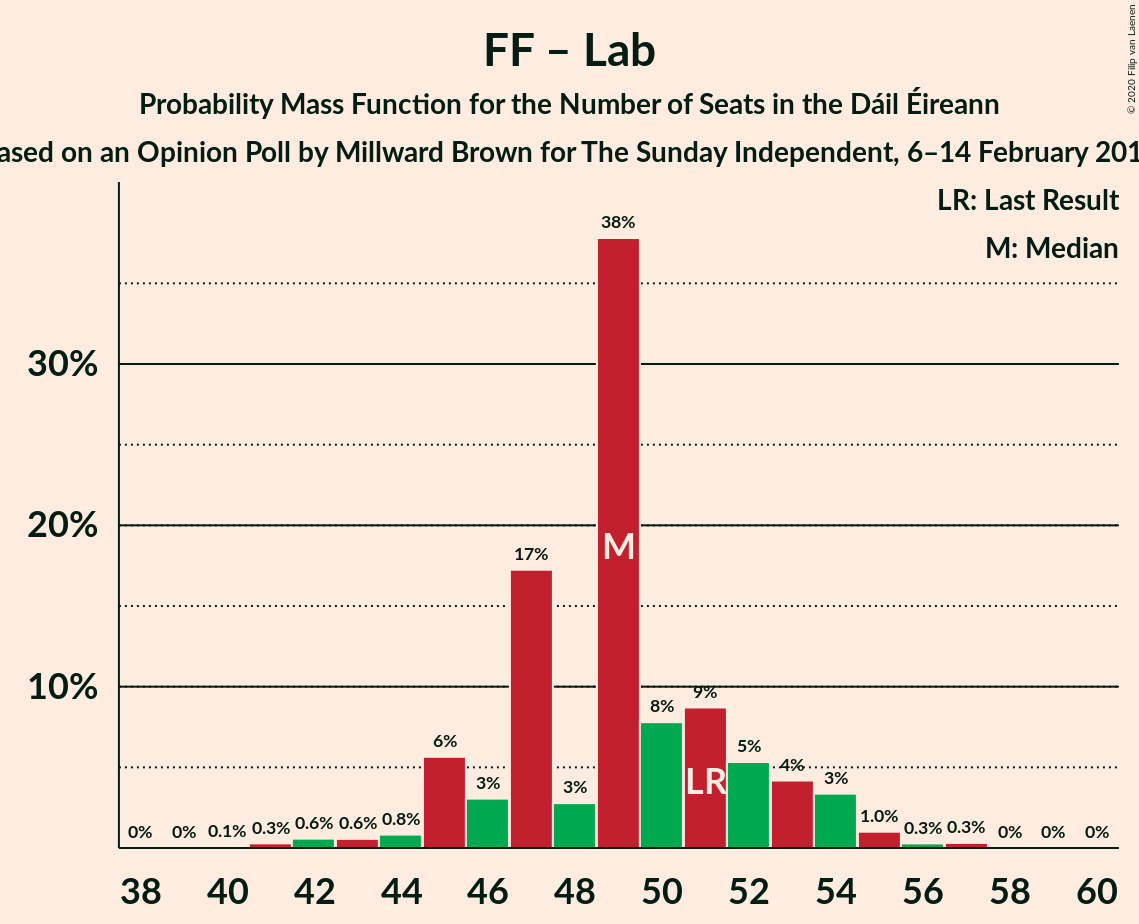 FF – Lab
Probability Mass Function for the Number of Seats in the Dáil Éireann
ased on an Opinion Poll by Millward Brown for The Sunday Independent, 6–14 February 201
© 2020 Filip van Laenen
LR: Last Result
M: Median
30%
20%
10%
0% 0% 0.1% 0.3% 0.6% 0.6% 0.8% 6% 3% 17% 3% 38% 8% 9% 5% 4% 3% 1.0% 0.3% 0.3% 0% 0% 0%
M
LR
38 40 42 44 46 48 50 52 54 56 58 60